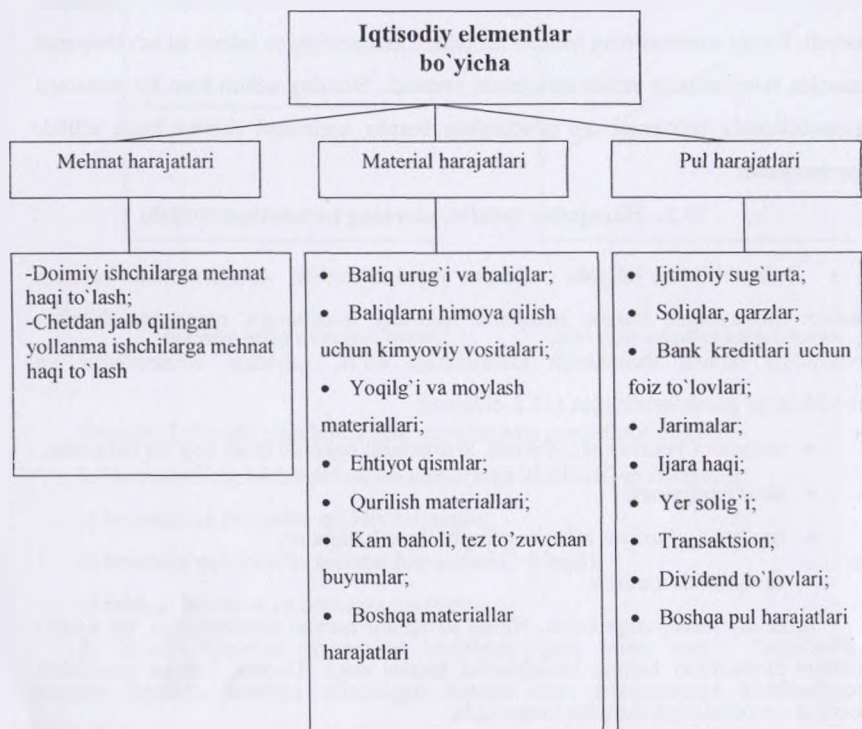 Iqtisodiy elementlar
bo`yicha
Mehnat harajatlari
Material harajatlari
Pul harajatlari
-Doimiy ishchilarga mehnat
haqi to`lash;
-Chetdan jalb qilingan
yollanma ishchilarga mehnat
haqi to`lash
• Baliq urug`i va baliqlar;
• Baliqlarni himoya qilish
uchun kimyoviy vositalari;
• Yoqilg`i va moylash
materiallari;
• Ehtiyot qismlar;
• Qurilish materiallari;
• Kam baholi, tez to`zuvchan
buyumlar;
• Boshqa materiallar
harajatlari
• Ijtimoiy sug`urta;
• Soliqlar, qarzlar;
• Bank kreditlari uchun
foiz to`lovlari;
• Jarimalar;
• Ijara haqi;
• Yer solig`i;
• Transaktsion;
• Dividend to`lovlari;
• Boshqa pul harajatlari